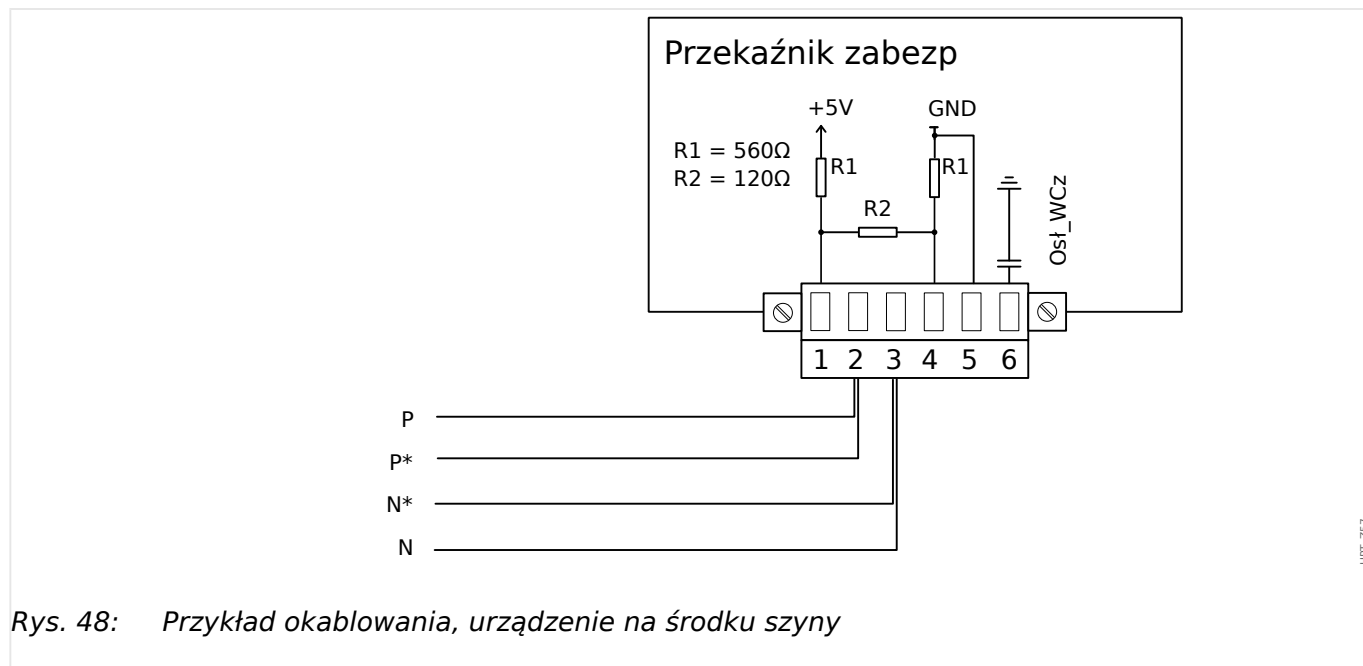 Przekaźnik zabezp
+5V GND
R1 = 560Ω
R2 = 120Ω
R1 R1
R2
Osł_WCz
1 2 3 4 5 6
P
P*
N*
N
Rys. 48: Przykład okablowania, urządzenie na środku szyny